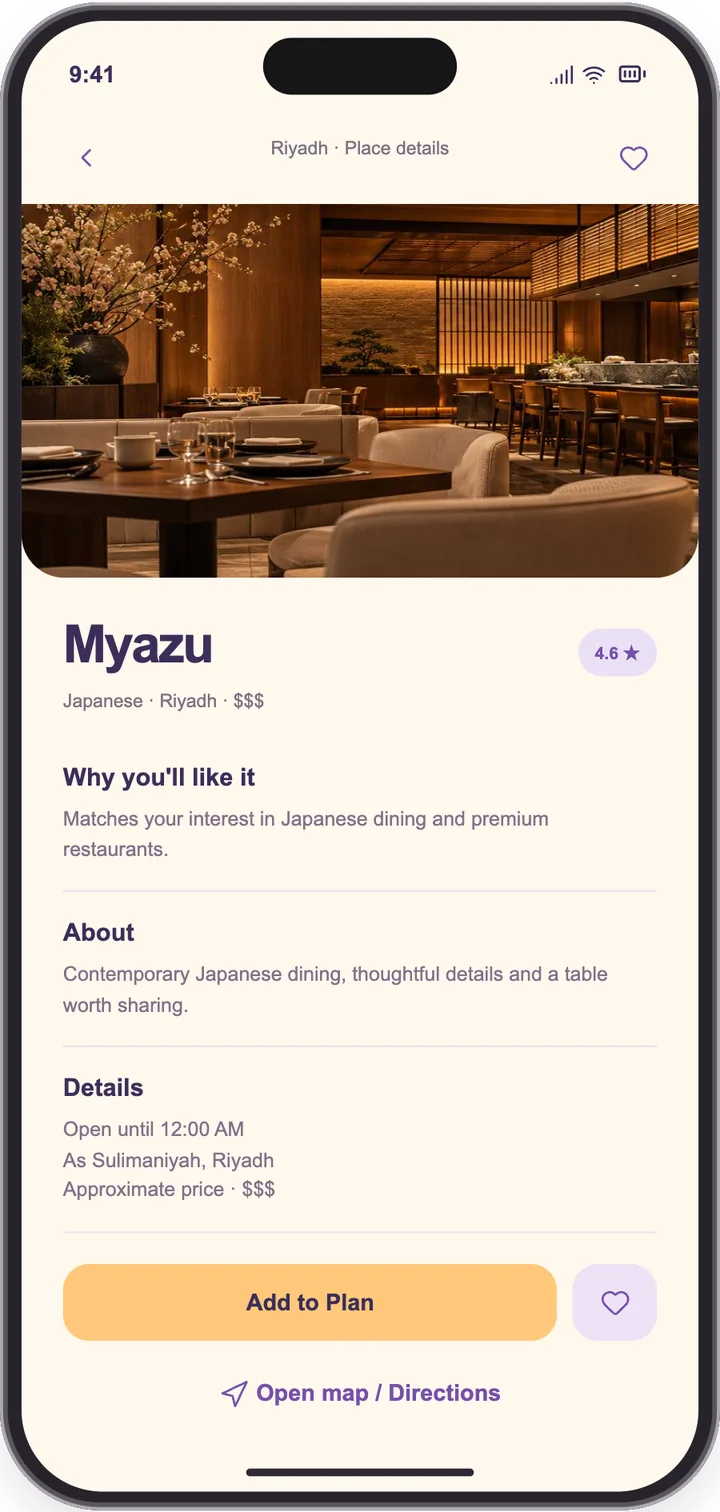 9:41
Riyadh · Place details
Myazu
4.6 ★
Japanese · Riyadh · $$$
Why you'll like it
Matches your interest in Japanese dining and premium
restaurants.
About
Contemporary Japanese dining, thoughtful details and a table
worth sharing.
Details
Open until 12:00 AM
As Sulimaniyah, Riyadh
Approximate price · $$$
Add to Plan
Open map / Directions